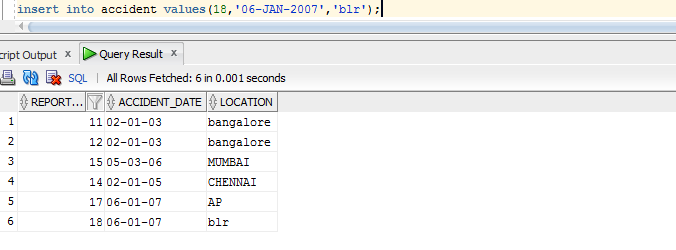 insert into accident values(18,'06-JAN-2007','blr');
cript Output x Query Result x
SQL | All Rows Fetched: 6 in 0.001 seconds
REPORT... ACCIDENT_DATE LOCATION
1 11 02-01-03 bangalore
2 12 02-01-03 bangalore
3 15 05-03-06 MUMBAI
4 14 02-01-05 CHENNAI
5 17 06-01-07 AP
6 18 06-01-07 blr